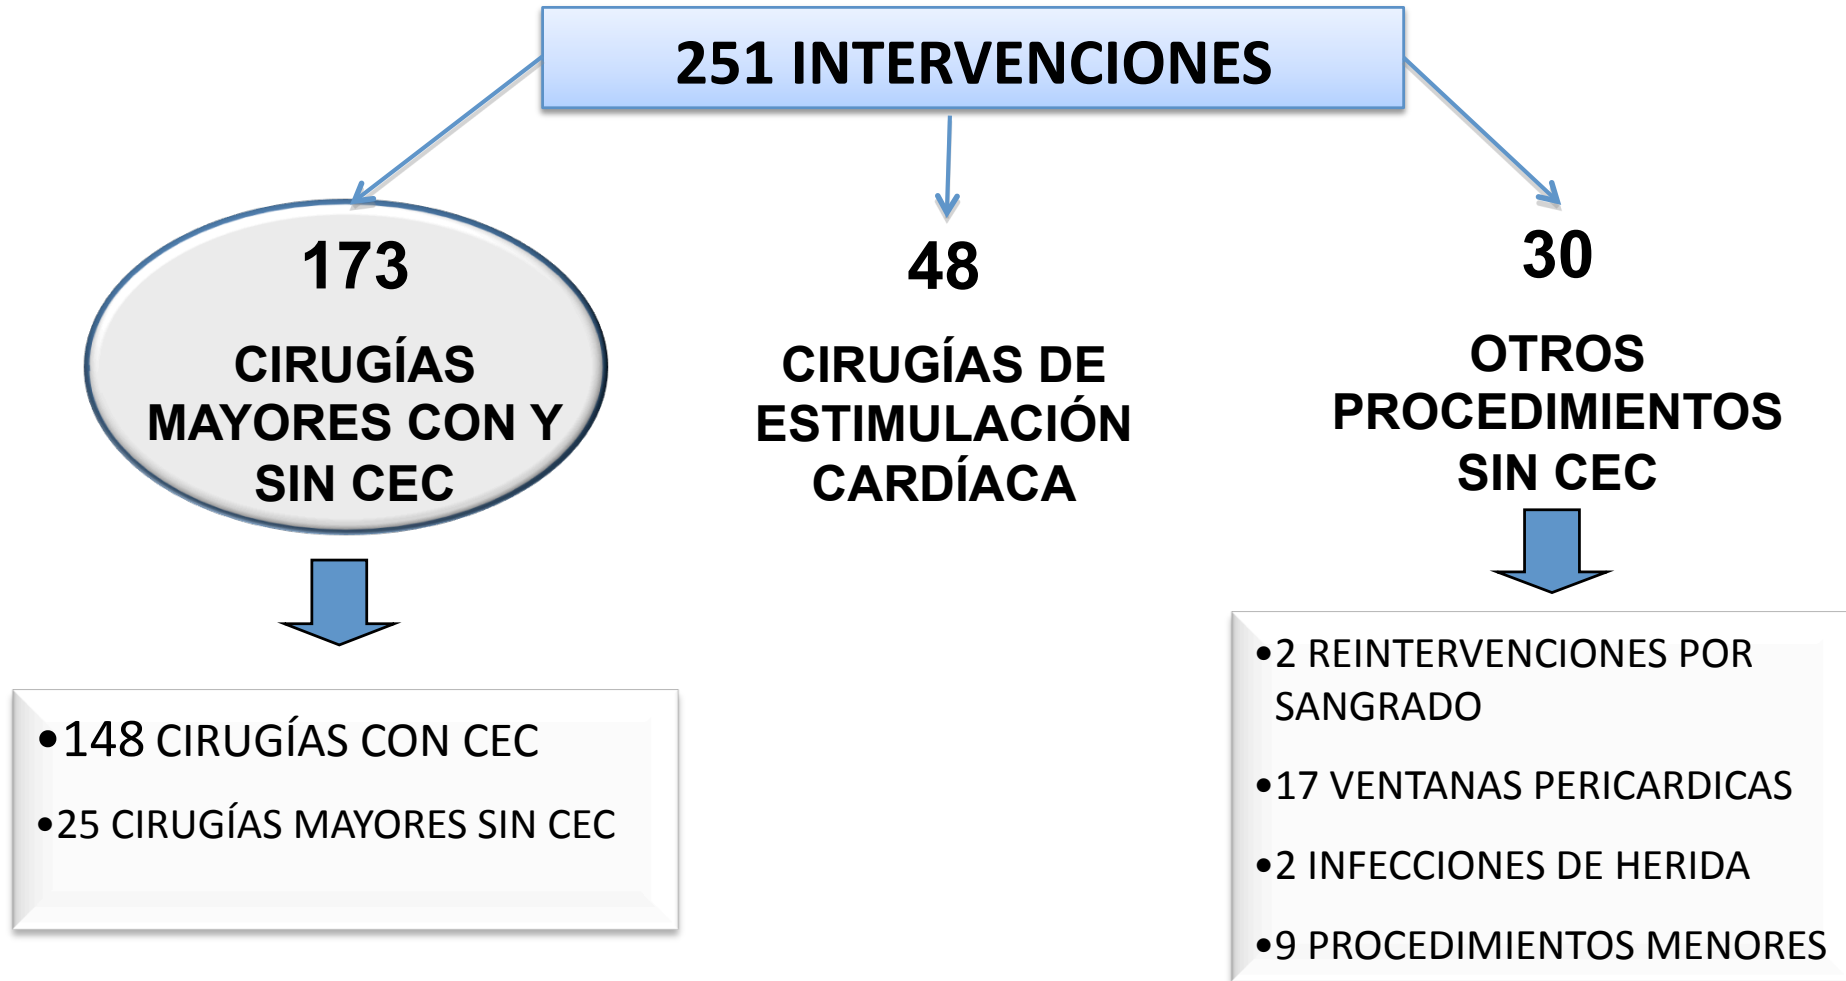 251 INTERVENCIONES
173
CIRUGÍAS
MAYORES CON Y
SIN CEC
48
CIRUGÍAS DE
ESTIMULACIÓN
CARDÍACA
30
OTROS
PROCEDIMIENTOS
SIN CEC
•148 CIRUGÍAS CON CEC
•25 CIRUGÍAS MAYORES SIN CEC
•2 REINTERVENCIONES POR
SANGRADO
•17 VENTANAS PERICARDICAS
•2 INFECCIONES DE HERIDA
•9 PROCEDIMIENTOS MENORES